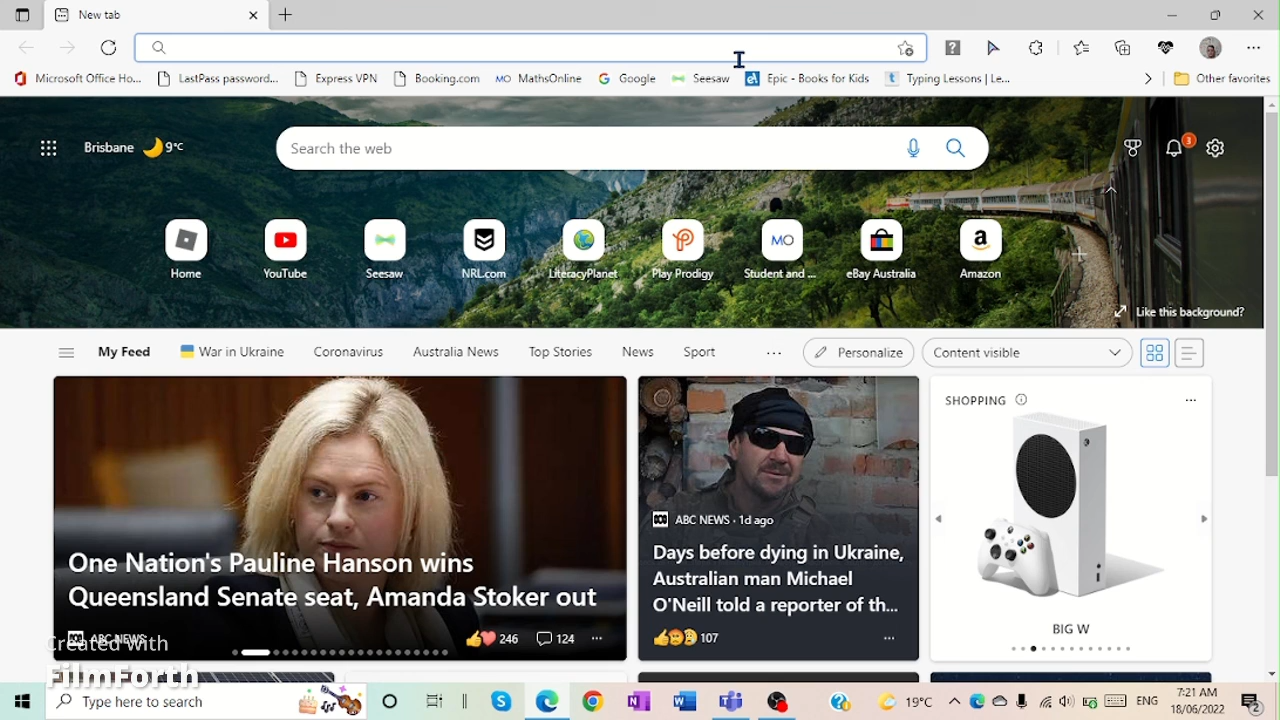 New tab
Microsoft Office Ho...
LastPass password...
Express VPN
Booking.com
MO MathsOnline
Google
Seesaw
Epic - Books for Kids
Typing Lessons | Le...
Other favorites
Brisbane 9°C
Search the web
3
Home
YouTube
Seesaw
NRL.com
LiteracyPlanet
Play Prodigy
MO
Student and ...
eBay Australia
a
Amazon
Like this background?
My Feed
War in Ukraine
Coronavirus
Australia News
Top Stories
News
Sport
...
Personalize
Content visible
One Nation's Pauline Hanson wins
Queensland Senate seat, Amanda Stoker out
ABC NEWS
246
124
ABC NEWS · 1d ago
Days before dying in Ukraine,
Australian man Michael
O'Neill told a reporter of th...
107
SHOPPING
BIG W
Created with
FilmForth
Type here to search
19°C
ENG
7:21 AM
18/06/2022
2